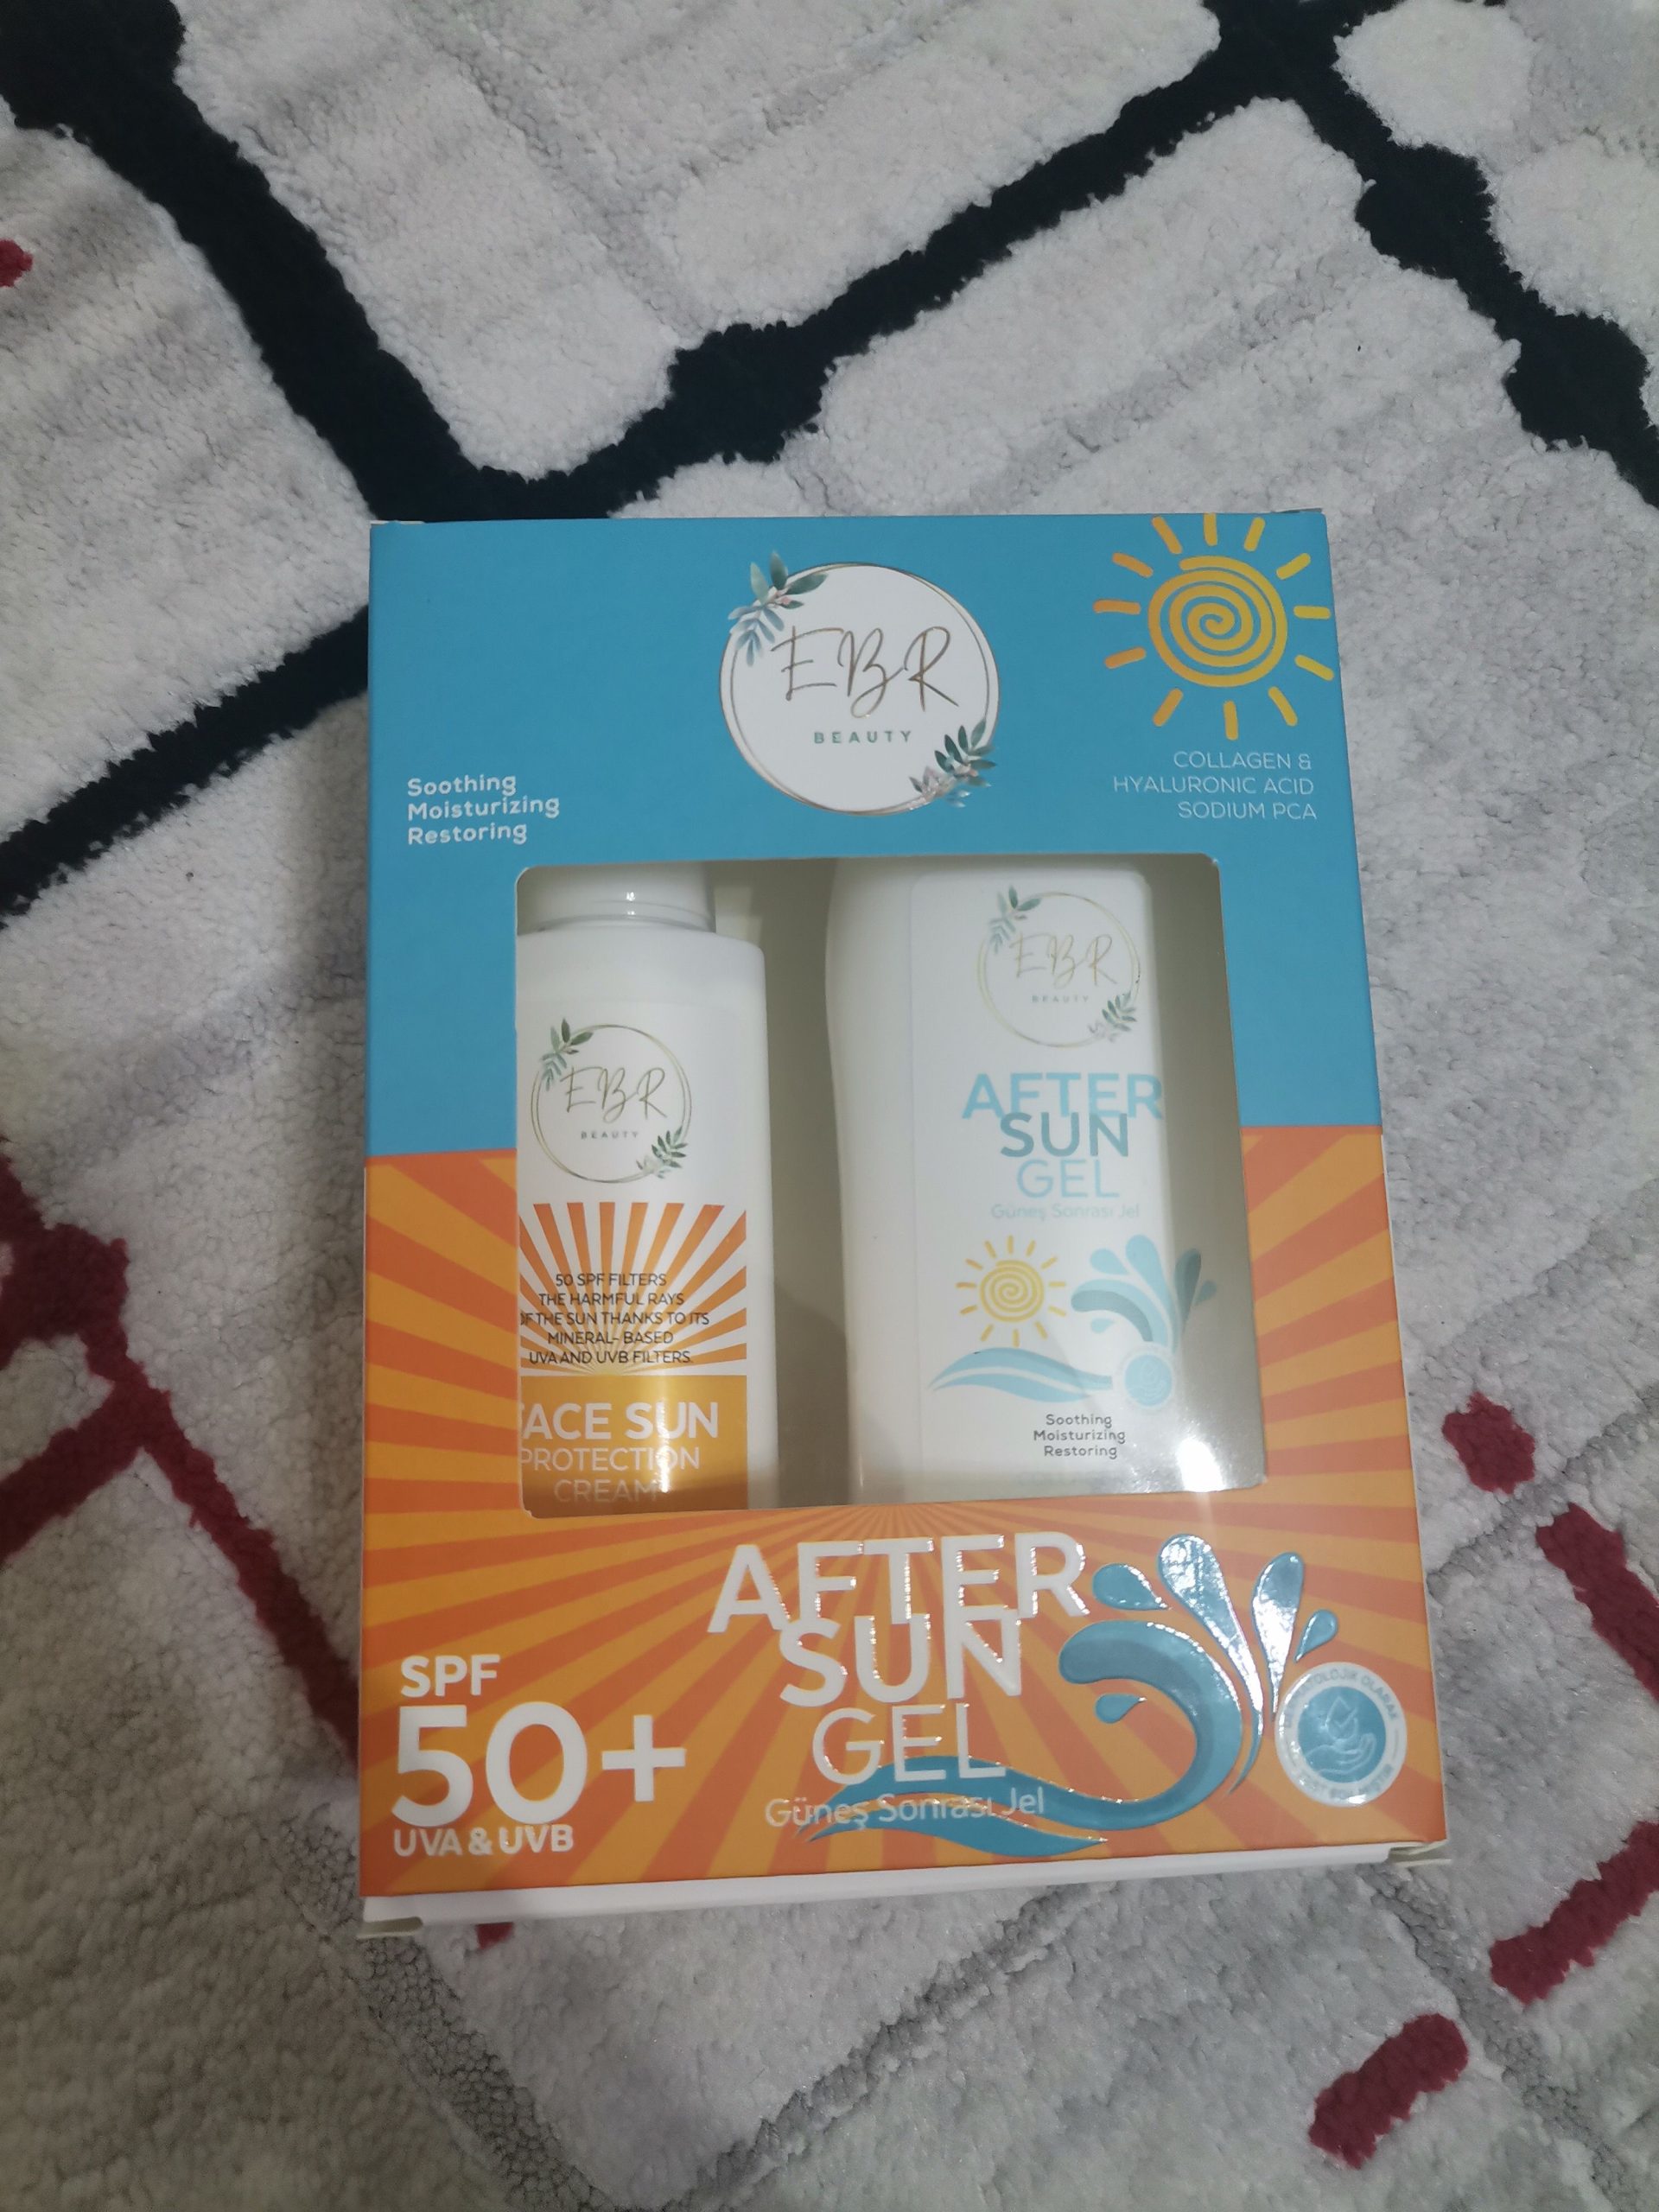 EBR
BEAUTY
COLLAGEN &
HYALURONIC ACID
SODIUM PCA
Soothing
Moisturizing
Restoring
EBR
BEAUTY
50 SPF FILTERS
THE HARMFUL RAYS
OF THE SUN THANKS TO ITS
MINERAL- BASED
UVA AND UVB FILTERS.
FACE SUN
PROTECTION
CREAM
EBR
BEAUTY
AFTER
SUN
GEL
Güneş Sonrası Jel
Soothing
Moisturizing
Restoring
SPF
50+
UVA & UVB
AFTER
SUN
GEL
Güneş Sonrası Jel
OLARAK